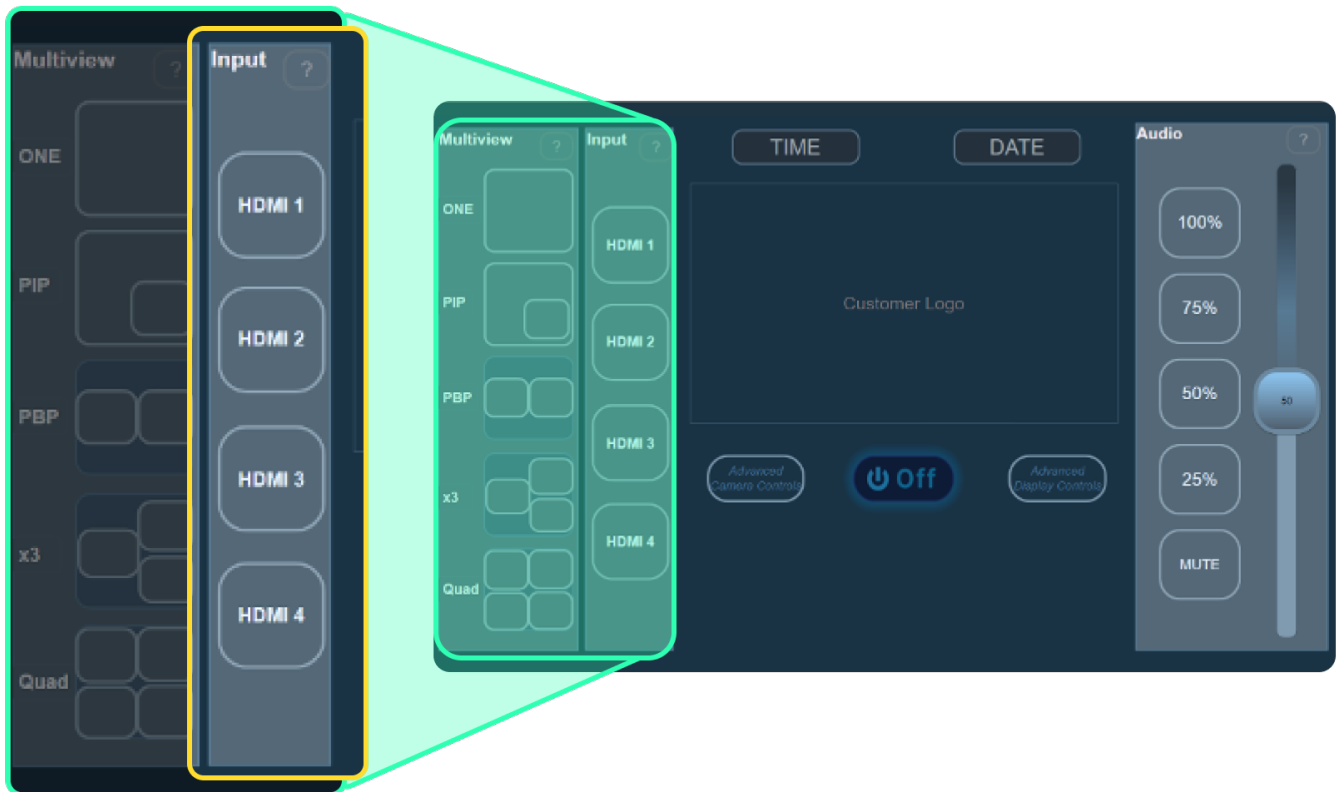 Multiview
?
Input
?
ONE
HDMI 1
PIP
HDMI 2
PBP
HDMI 3
x3
HDMI 4
Quad
Multiview
?
Input
?
ONE
HDMI 1
PIP
HDMI 2
PBP
HDMI 3
x3
HDMI 4
Quad
TIME
DATE
Customer Logo
Advanced
Camera Controls
Off
Advanced
Display Controls
Audio
?
100%
75%
50%
50
25%
MUTE